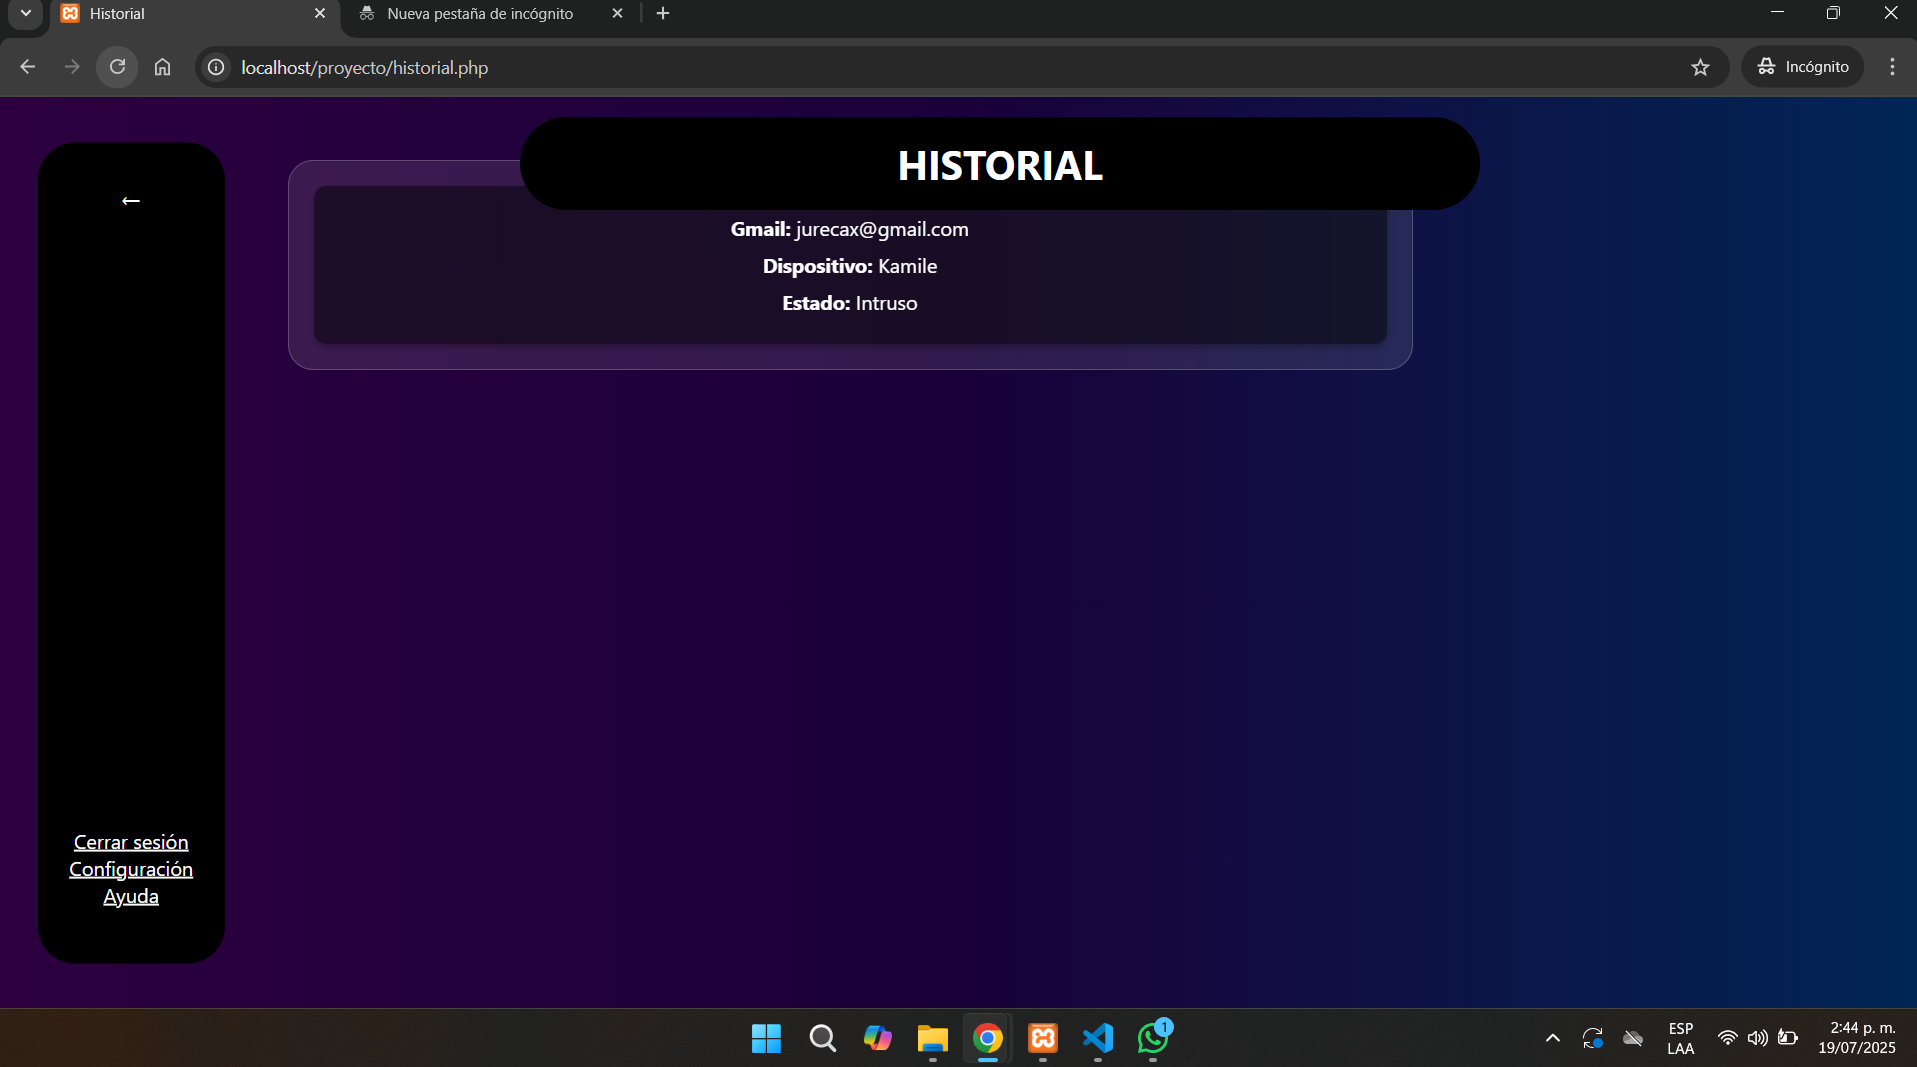 Historial
Nueva pestaña de incógnito
localhost/proyecto/historial.php
Incógnito
HISTORIAL
Gmail: jurecax@gmail.com
Dispositivo: Kamile
Estado: Intruso
←
Cerrar sesión
Configuración
Ayuda
1
ESP
LAA
2:44 p. m.
19/07/2025